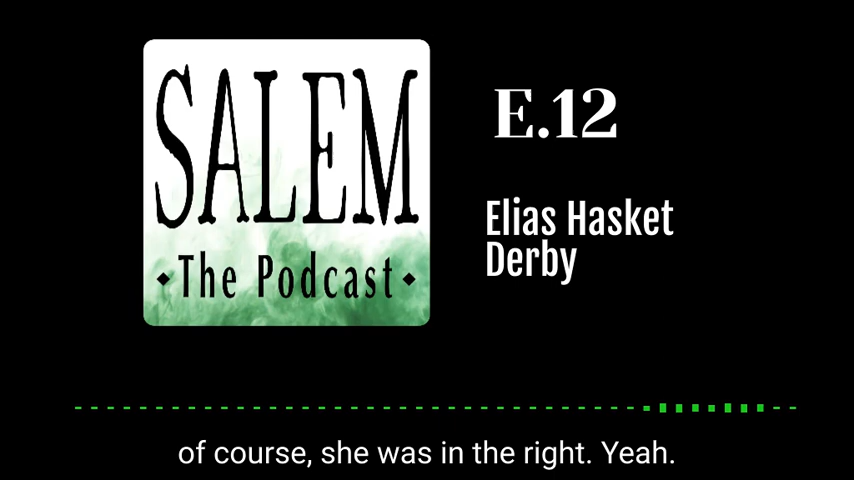 SALEM
• The Podcast •
E.12
Elias Hasket
Derby
of course, she was in the right. Yeah.